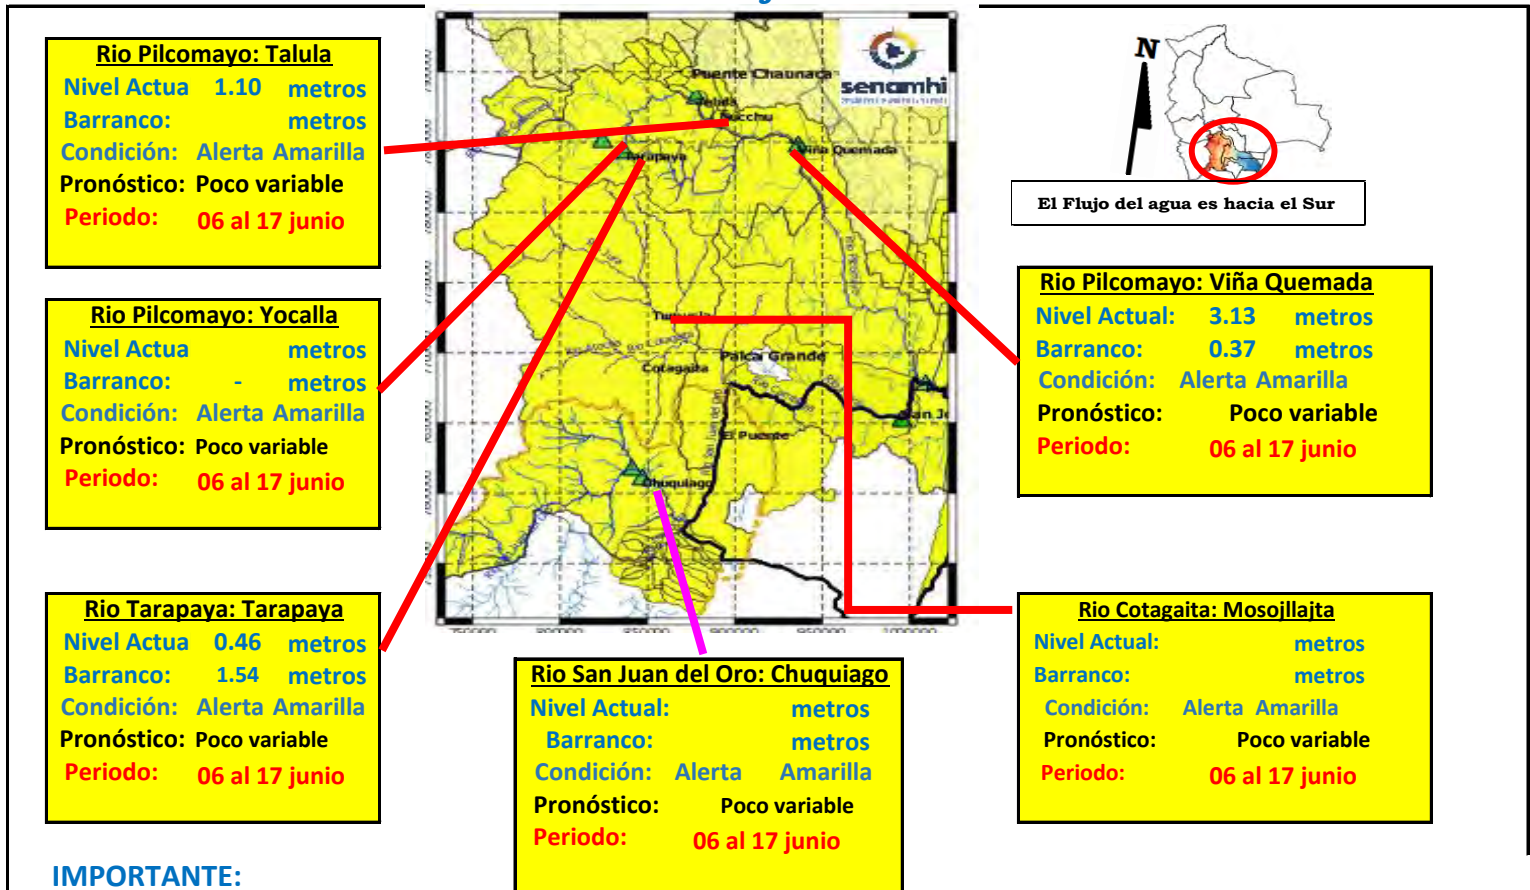 Rio Pilcomayo: Talula
Nivel Actua 1.10 metros
Barranco: metros
Condición: Alerta Amarilla
Pronóstico: Poco variable
Periodo: 06 al 17 junio
Rio Pilcomayo: Yocalla
Nivel Actua metros
Barranco: - metros
Condición: Alerta Amarilla
Pronóstico: Poco variable
Periodo: 06 al 17 junio
Rio Tarapaya: Tarapaya
Nivel Actua 0.46 metros
Barranco: 1.54 metros
Condición: Alerta Amarilla
Pronóstico: Poco variable
Periodo: 06 al 17 junio
IMPORTANTE:
senamhi
Puente Chaunaca
Viña Quemada
Tarapaya
Palca Grande
Cotagaita
El Puente
Chuquiago
750000 800000 850000 900000 950000 1000000
Rio San Juan del Oro: Chuquiago
Nivel Actual: metros
Barranco: metros
Condición: Alerta Amarilla
Pronóstico: Poco variable
Periodo: 06 al 17 junio
N
El Flujo del agua es hacia el Sur
Rio Pilcomayo: Viña Quemada
Nivel Actual: 3.13 metros
Barranco: 0.37 metros
Condición: Alerta Amarilla
Pronóstico: Poco variable
Periodo: 06 al 17 junio
Rio Cotagaita: Mosojllajta
Nivel Actual: metros
Barranco: metros
Condición: Alerta Amarilla
Pronóstico: Poco variable
Periodo: 06 al 17 junio